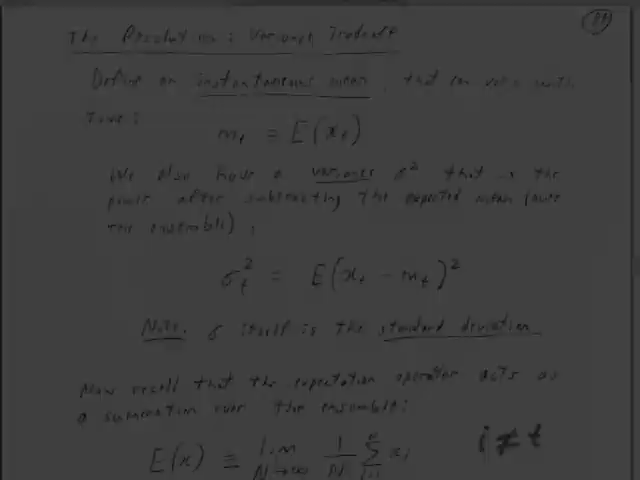 The Resolution : Variance Tradeoff
Define an instantaneous mean, that can vary with
time:
m_t ≡ E(x_t)
We also have a variance σ² that is the
power after subtracting the expected mean (over
the ensemble):
σ_t² = E(x_t - m_t)²
Note, σ itself is the standard deviation
Now recall that the expectation operator acts as
a summation over the ensemble:
E(x) ≡ lim N→∞ 1/N Σ x_i i ≠ t